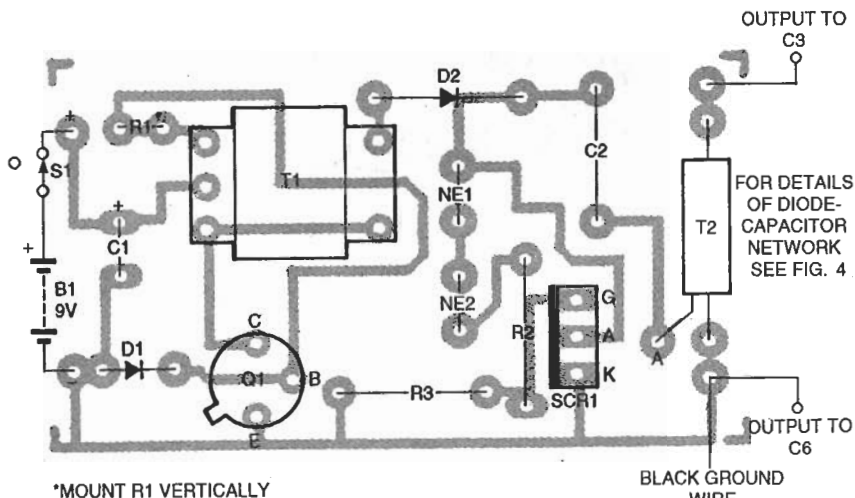 OUTPUT TO
C3
D2
+
R1*
S1
T1
C2
NE1
+
C1
FOR DETAILS
OF DIODE-
CAPACITOR
NETWORK
SEE FIG. 4
T2
+
B1
9V
NE2
R2
G
A
K
C
D1
Q1
B
E
R3
SCR1
A
OUTPUT TO
C6
*MOUNT R1 VERTICALLY
BLACK GROUND
WIRE